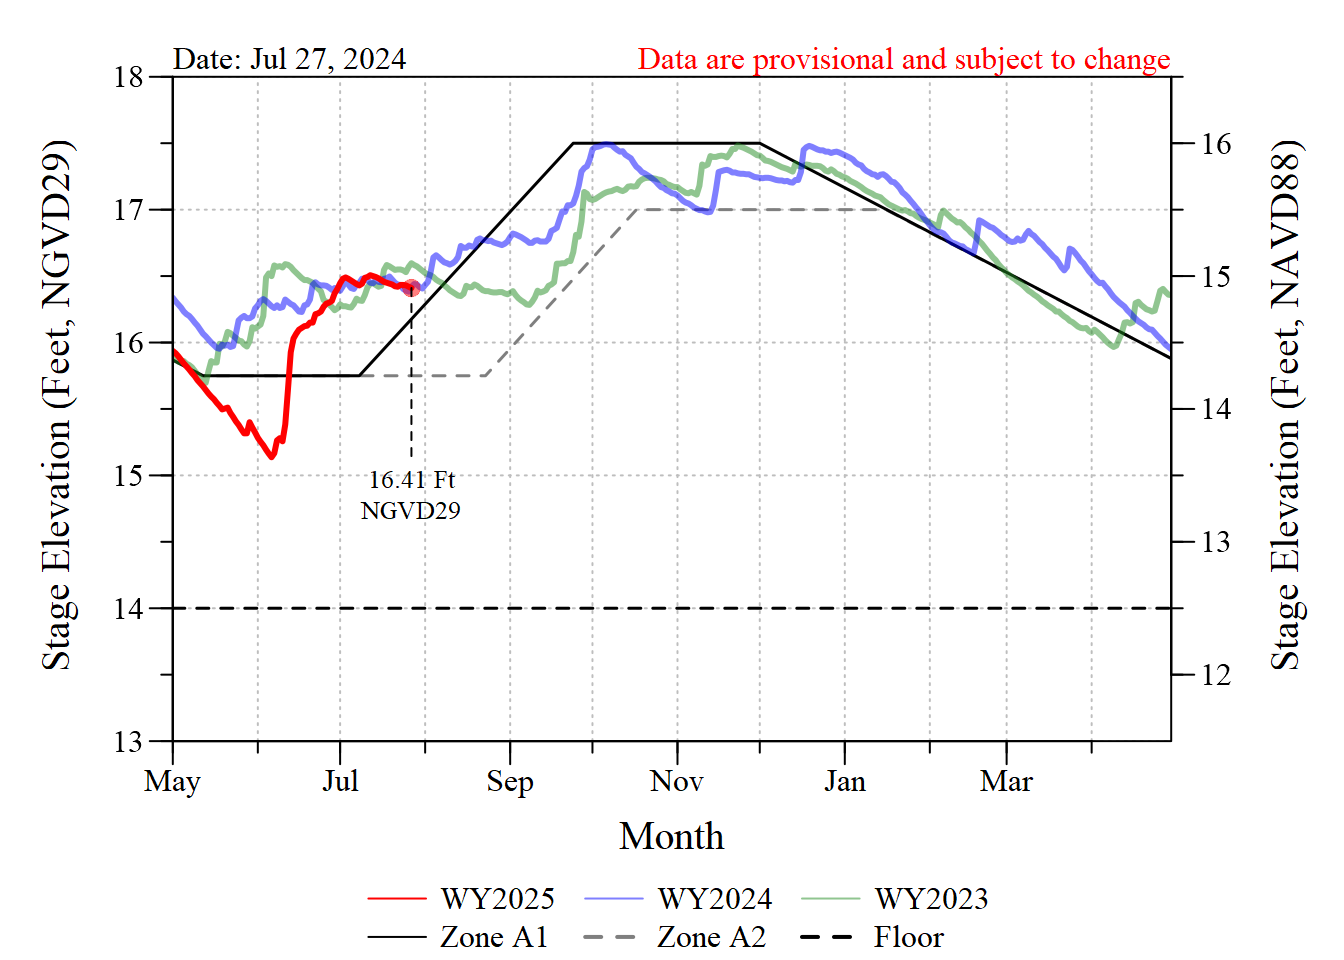 Date: Jul 27, 2024
Data are provisional and subject to change
18
17
16
15
14
13
Stage Elevation (Feet, NGVD29)
16
15
14
13
12
Stage Elevation (Feet, NAVD88)
16.41 Ft
NGVD29
May
Jul
Sep
Nov
Jan
Mar
Month
WY2025
WY2024
WY2023
Zone A1
Zone A2
Floor